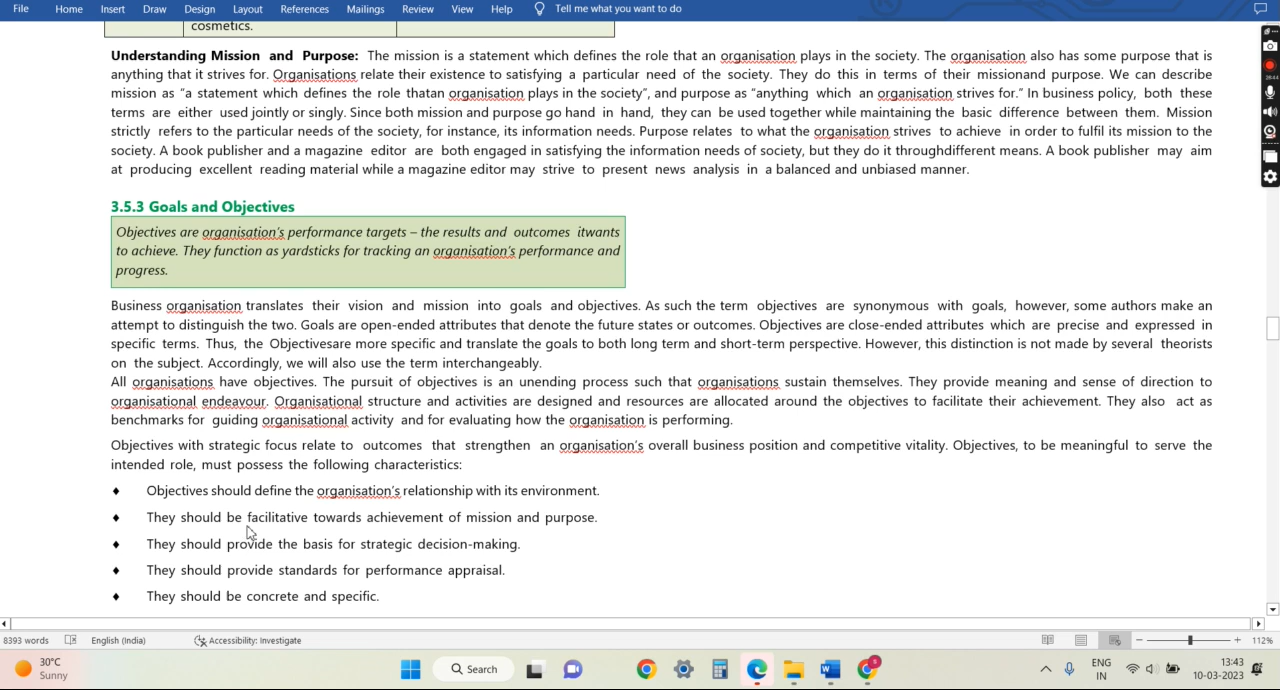 File Home Insert Draw Design Layout References Mailings Review View Help Tell me what you want to do
cosmetics.
Understanding Mission and Purpose: The mission is a statement which defines the role that an organisation plays in the society. The organisation also has some purpose that is
anything that it strives for. Organisations relate their existence to satisfying a particular need of the society. They do this in terms of their missionand purpose. We can describe
mission as "a statement which defines the role thatan organisation plays in the society", and purpose as "anything which an organisation strives for." In business policy, both these
terms are either used jointly or singly. Since both mission and purpose go hand in hand, they can be used together while maintaining the basic difference between them. Mission
strictly refers to the particular needs of the society, for instance, its information needs. Purpose relates to what the organisation strives to achieve in order to fulfil its mission to the
society. A book publisher and a magazine editor are both engaged in satisfying the information needs of society, but they do it throughdifferent means. A book publisher may aim
at producing excellent reading material while a magazine editor may strive to present news analysis in a balanced and unbiased manner.
3.5.3 Goals and Objectives
Objectives are organisation's performance targets – the results and outcomes itwants
to achieve. They function as yardsticks for tracking an organisation's performance and
progress.
Business organisation translates their vision and mission into goals and objectives. As such the term objectives are synonymous with goals, however, some authors make an
attempt to distinguish the two. Goals are open-ended attributes that denote the future states or outcomes. Objectives are close-ended attributes which are precise and expressed in
specific terms. Thus, the Objectivesare more specific and translate the goals to both long term and short-term perspective. However, this distinction is not made by several theorists
on the subject. Accordingly, we will also use the term interchangeably.
All organisations have objectives. The pursuit of objectives is an unending process such that organisations sustain themselves. They provide meaning and sense of direction to
organisational endeavour. Organisational structure and activities are designed and resources are allocated around the objectives to facilitate their achievement. They also act as
benchmarks for guiding organisational activity and for evaluating how the organisation is performing.
Objectives with strategic focus relate to outcomes that strengthen an organisation's overall business position and competitive vitality. Objectives, to be meaningful to serve the
intended role, must possess the following characteristics:
♦ Objectives should define the organisation's relationship with its environment.
♦ They should be facilitative towards achievement of mission and purpose.
♦ They should provide the basis for strategic decision-making.
♦ They should provide standards for performance appraisal.
♦ They should be concrete and specific.
8393 words English (India) Accessibility: Investigate 112%
30°C
Sunny
Search
ENG
IN
13:43
10-03-2023